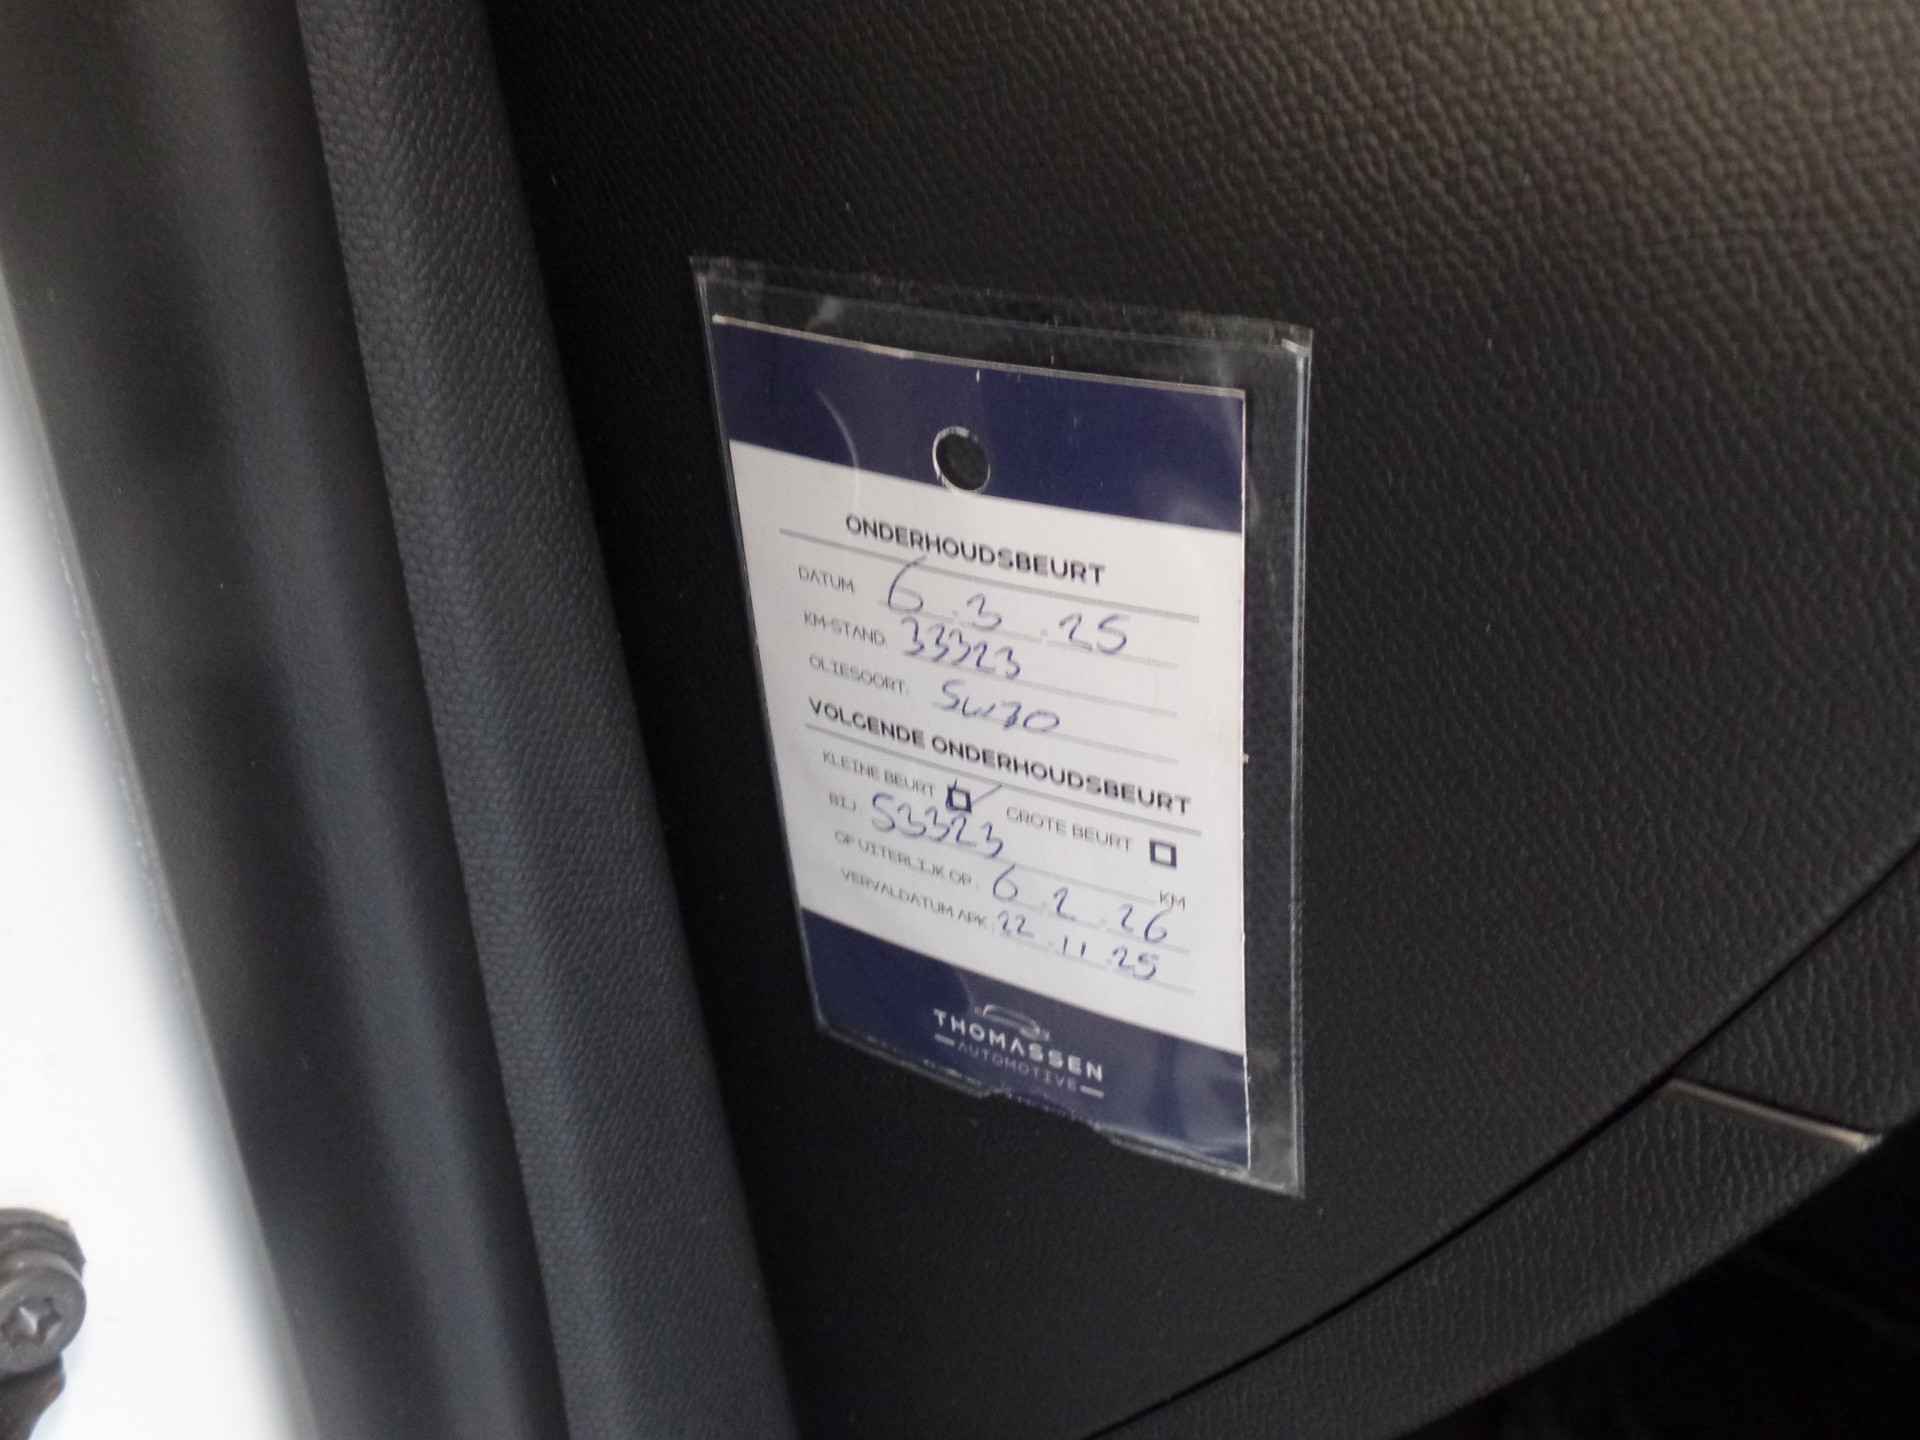 ONDERHOUDSBEURT
DATUM 6.3.25
KM-STAND. 33323
OLIESOORT. 5W30
VOLGENDE ONDERHOUDSBEURT
KLEINE BEURT GROTE BEURT
BIJ 53323 KM
OF UITERLIJK OP. 6.2.26
VERVALDATUM APK. 22.11.25
THOMASSEN
AUTOMOTIVE